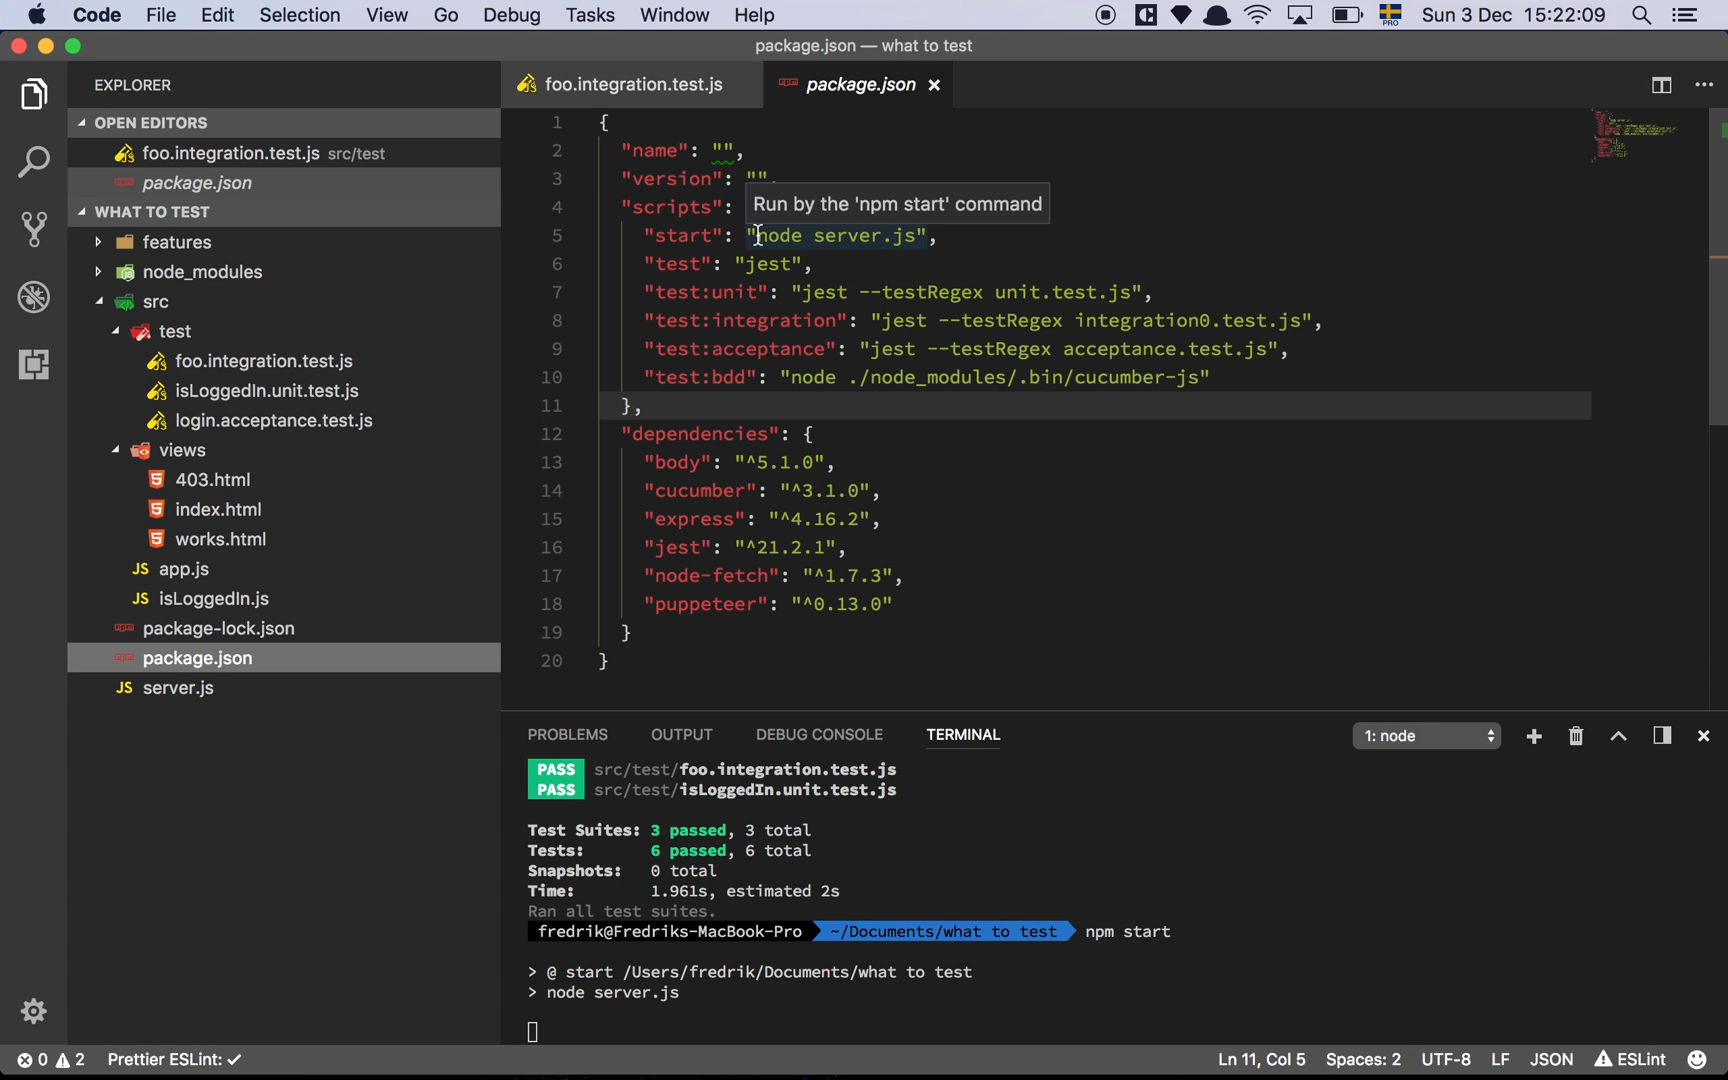 Code File Edit Selection View Go Debug Tasks Window Help PRO Sun 3 Dec 15:22:09
package.json — what to test
EXPLORER
OPEN EDITORS
foo.integration.test.js src/test
package.json
WHAT TO TEST
features
node_modules
src
test
foo.integration.test.js
isLoggedIn.unit.test.js
login.acceptance.test.js
views
403.html
index.html
works.html
JS app.js
JS isLoggedIn.js
package-lock.json
package.json
JS server.js
foo.integration.test.js package.json
1 {
2 "name": "",
3 "version": "",
Run by the 'npm start' command
4 "scripts":
5 "start": "node server.js",
6 "test": "jest",
7 "test:unit": "jest --testRegex unit.test.js",
8 "test:integration": "jest --testRegex integration0.test.js",
9 "test:acceptance": "jest --testRegex acceptance.test.js",
10 "test:bdd": "node ./node_modules/.bin/cucumber-js"
11 },
12 "dependencies": {
13 "body": "^5.1.0",
14 "cucumber": "^3.1.0",
15 "express": "^4.16.2",
16 "jest": "^21.2.1",
17 "node-fetch": "^1.7.3",
18 "puppeteer": "^0.13.0"
19 }
20 }
PROBLEMS OUTPUT DEBUG CONSOLE TERMINAL 1: node
PASS src/test/foo.integration.test.js
PASS src/test/isLoggedIn.unit.test.js
Test Suites: 3 passed, 3 total
Tests: 6 passed, 6 total
Snapshots: 0 total
Time: 1.961s, estimated 2s
Ran all test suites.
fredrik@Fredriks-MacBook-Pro ~/Documents/what to test npm start
> @ start /Users/fredrik/Documents/what to test
> node server.js
0 2 Prettier ESLint: ✓ Ln 11, Col 5 Spaces: 2 UTF-8 LF JSON ESLint